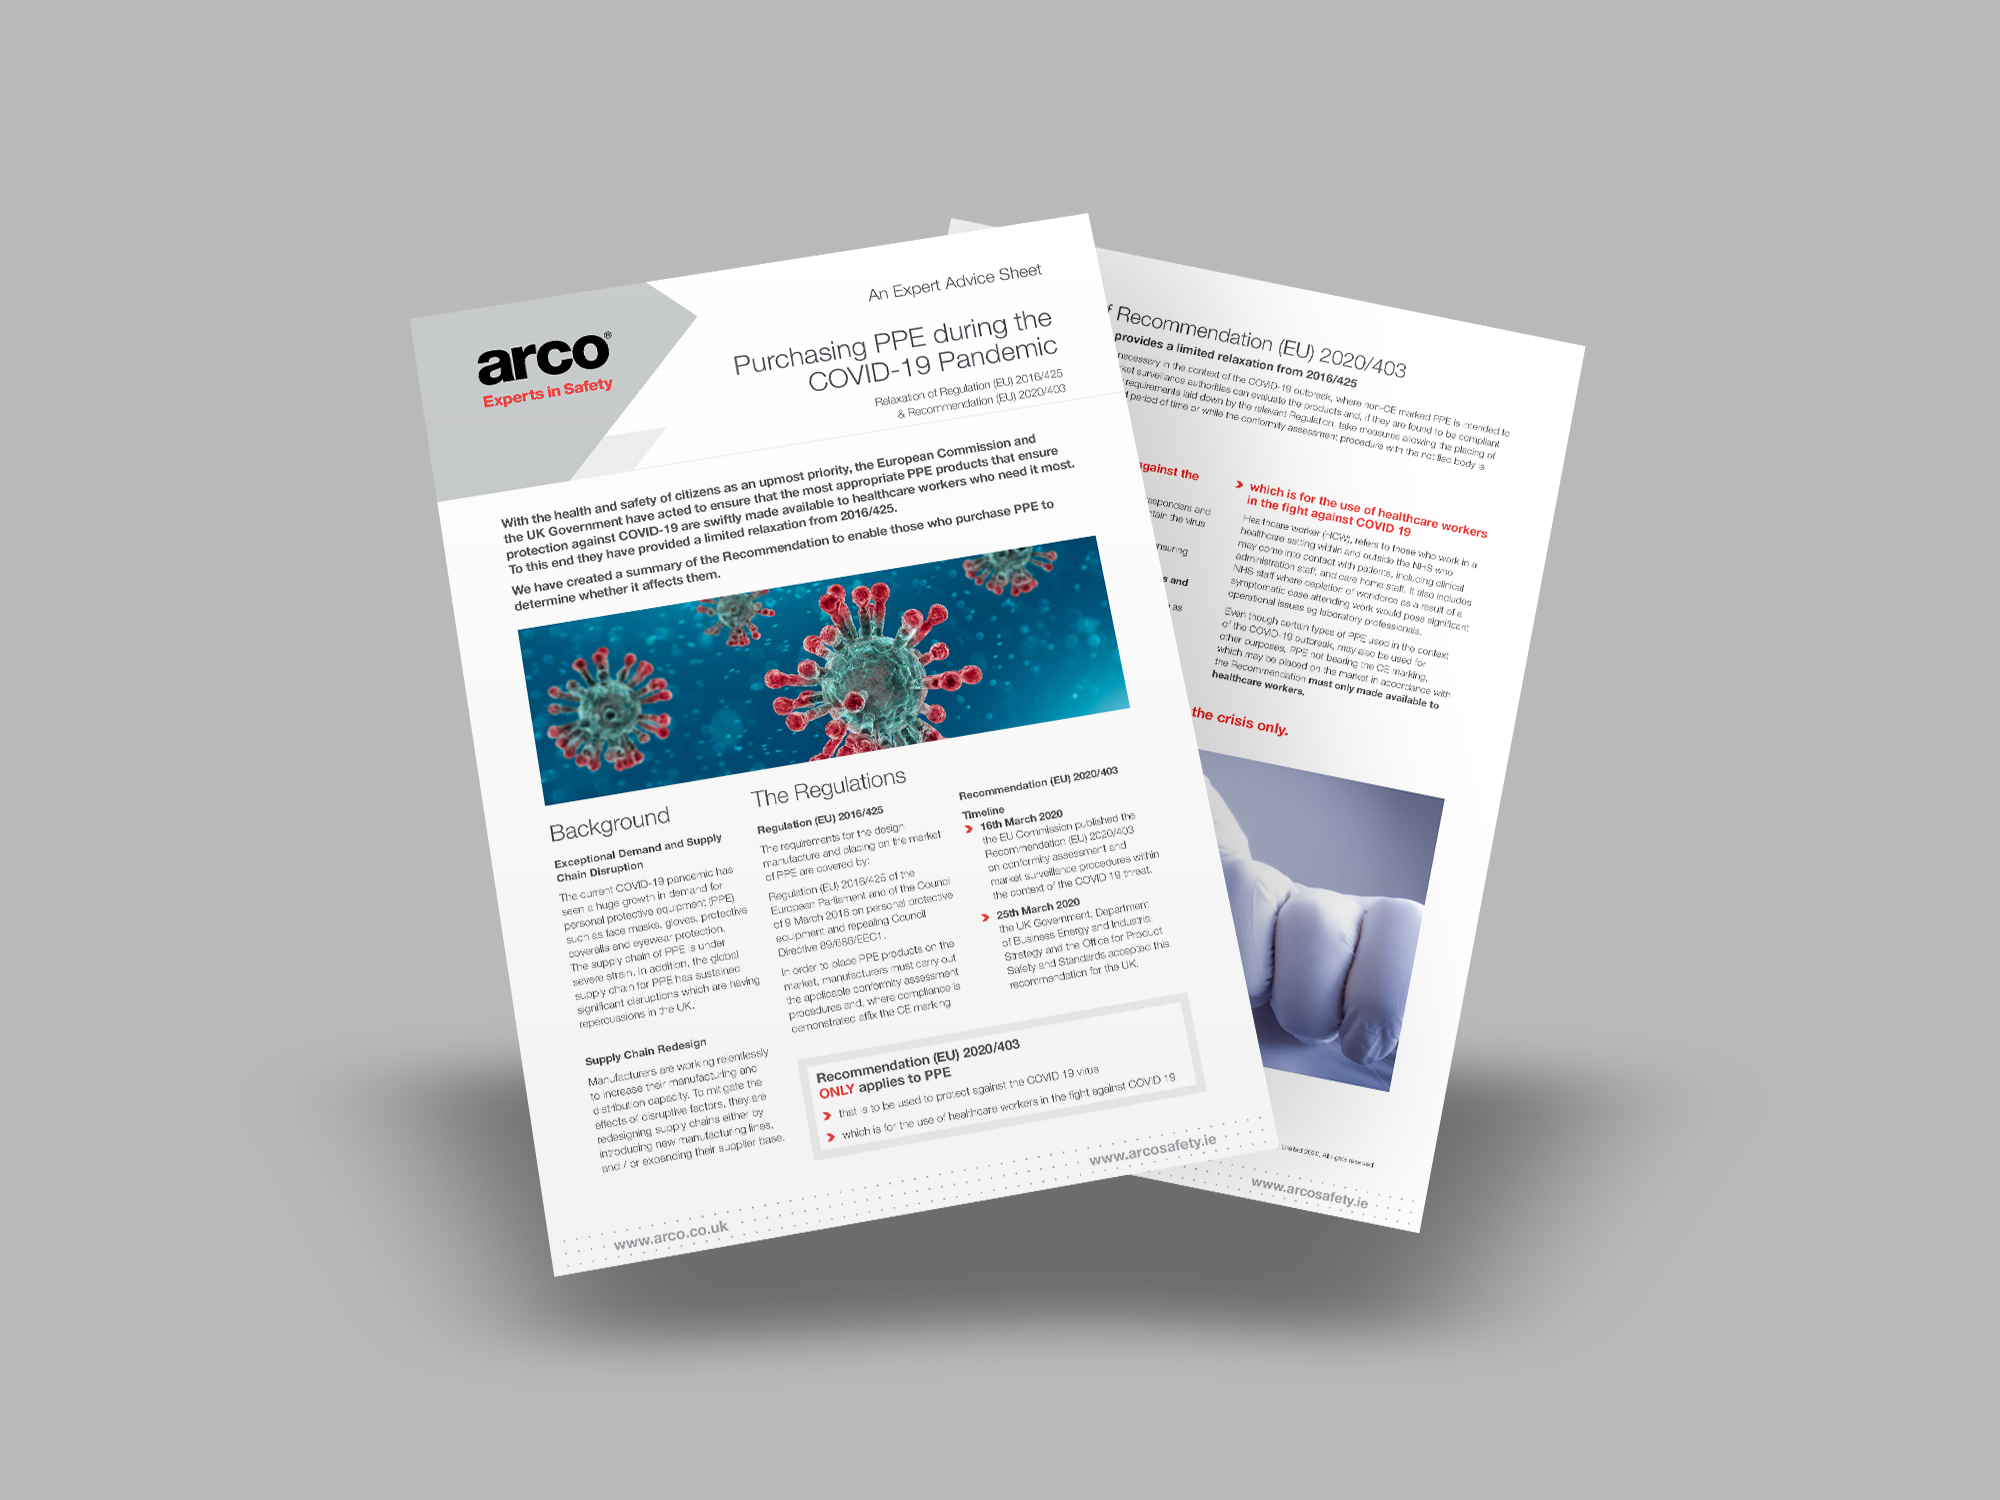 arco®
Experts in Safety
An Expert Advice Sheet
Purchasing PPE during the
COVID-19 Pandemic
Relaxation of Regulation (EU) 2016/425
& Recommendation (EU) 2020/403
With the health and safety of citizens as an upmost priority, the European Commission and
the UK Government have acted to ensure that the most appropriate PPE products that ensure
protection against COVID-19 are swiftly made available to healthcare workers who need it most.
To this end they have provided a limited relaxation from 2016/425.
We have created a summary of the Recommendation to enable those who purchase PPE to
determine whether it affects them.
Background
Exceptional Demand and Supply
Chain Disruption
The current COVID-19 pandemic has
seen a huge growth in demand for
personal protective equipment (PPE)
such as face masks, gloves, protective
coveralls and eyewear protection.
The supply chain of PPE is under
severe strain. In addition, the global
supply chain for PPE has sustained
significant disruptions which are having
repercussions in the UK.
Supply Chain Redesign
Manufacturers are working relentlessly
to increase their manufacturing and
distribution capacity. To mitigate the
effects of disruptive factors, they are
redesigning supply chains either by
introducing new manufacturing lines,
and / or expanding their supplier base.
The Regulations
Regulation (EU) 2016/425
The requirements for the design
manufacture and placing on the market
of PPE are covered by:
Regulation (EU) 2016/425 of the
European Parliament and of the Council
of 9 March 2016 on personal protective
equipment and repealing Council
Directive 89/686/EEC1.
In order to place PPE products on the
market, manufacturers must carry out
the applicable conformity assessment
procedures and, where compliance is
demonstrated affix the CE marking
Recommendation (EU) 2020/403
Timeline
16th March 2020
the EU Commission published the
Recommendation (EU) 2020/403
on conformity assessment and
market surveillance procedures within
the context of the COVID 19 threat.
25th March 2020
the UK Government, Department
of Business Energy and Industrial
Strategy and the Office for Product
Safety and Standards accepted this
recommendation for the UK.
Recommendation (EU) 2020/403
ONLY applies to PPE
that is to be used to protect against the COVID 19 virus
which is for the use of healthcare workers in the fight against COVID 19
www.arco.co.uk
www.arcosafety.ie
Recommendation (EU) 2020/403
provides a limited relaxation from 2016/425
necessary in the context of the COVID-19 outbreak, where non-CE marked PPE is intended to
surveillance authorities can evaluate the products and, if they are found to be compliant
requirements laid down by the relevant Regulation, take measures allowing the placing of
period of time or while the conformity assessment procedure with the notified body is
against the
responders and
the virus
ensuring
and
as
which is for the use of healthcare workers
in the fight against COVID 19
Healthcare worker (HCW), refers to those who work in a
healthcare setting within and outside the NHS who
may come into contact with patients, including clinical
administration staff, and care home staff. It also includes
NHS staff where depletion of workforce as a result of a
symptomatic case attending work would pose significant
operational issues eg laboratory professionals.
Even though certain types of PPE used in the context
of the COVID-19 outbreak, may also be used for
other purposes, PPE not bearing the CE marking,
which may be placed on the market in accordance with
the Recommendation must only made available to
healthcare workers.
the crisis only.
Limited 2020, All rights reserved
www.arcosafety.ie